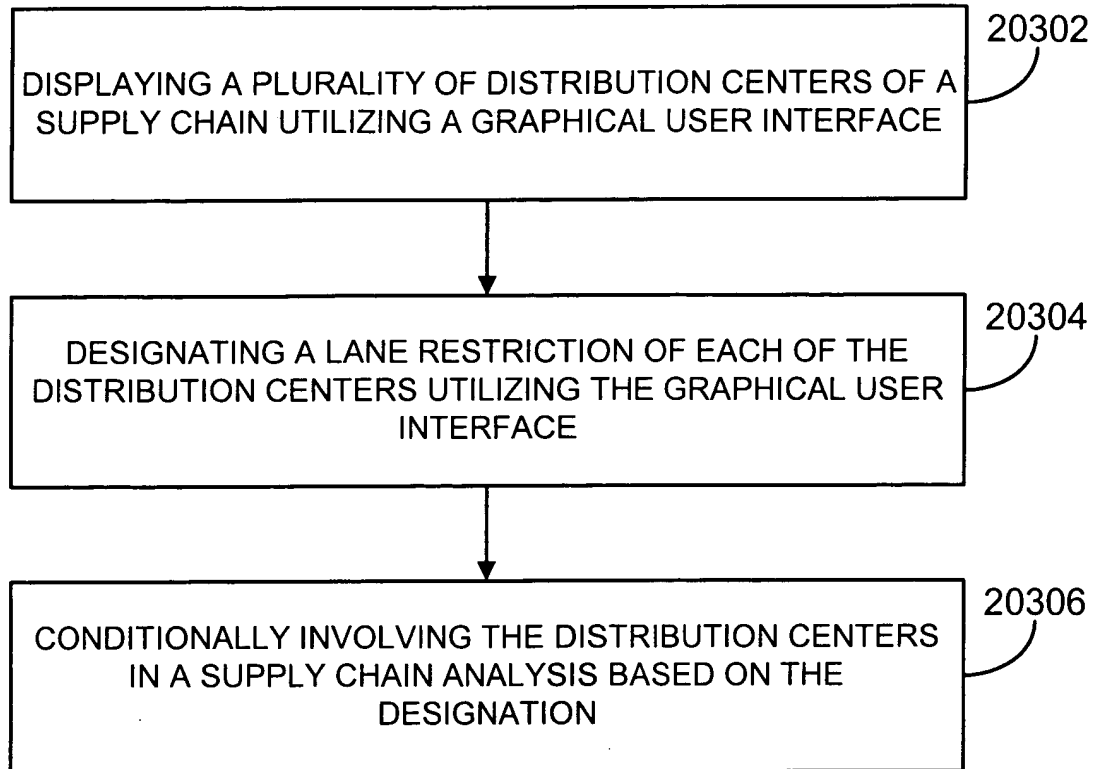 20302
DISPLAYING A PLURALITY OF DISTRIBUTION CENTERS OF A
SUPPLY CHAIN UTILIZING A GRAPHICAL USER INTERFACE
20304
DESIGNATING A LANE RESTRICTION OF EACH OF THE
DISTRIBUTION CENTERS UTILIZING THE GRAPHICAL USER
INTERFACE
20306
CONDITIONALLY INVOLVING THE DISTRIBUTION CENTERS
IN A SUPPLY CHAIN ANALYSIS BASED ON THE
DESIGNATION